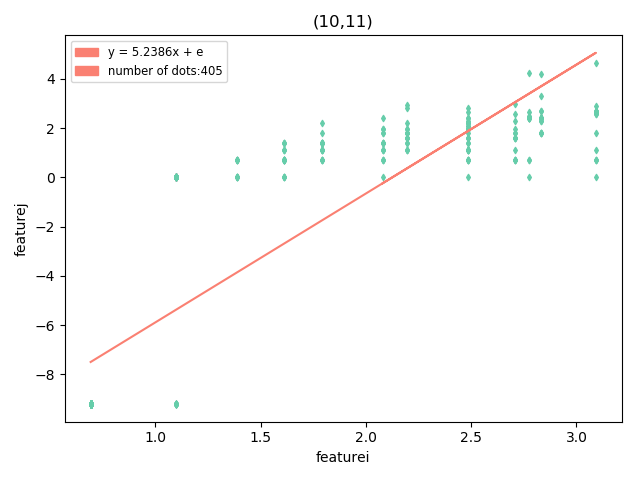 (10,11)
y = 5.2386x + e
number of dots:405
4
2
0
−2
−4
−6
−8
featurej
1.0 1.5 2.0 2.5 3.0
featurei